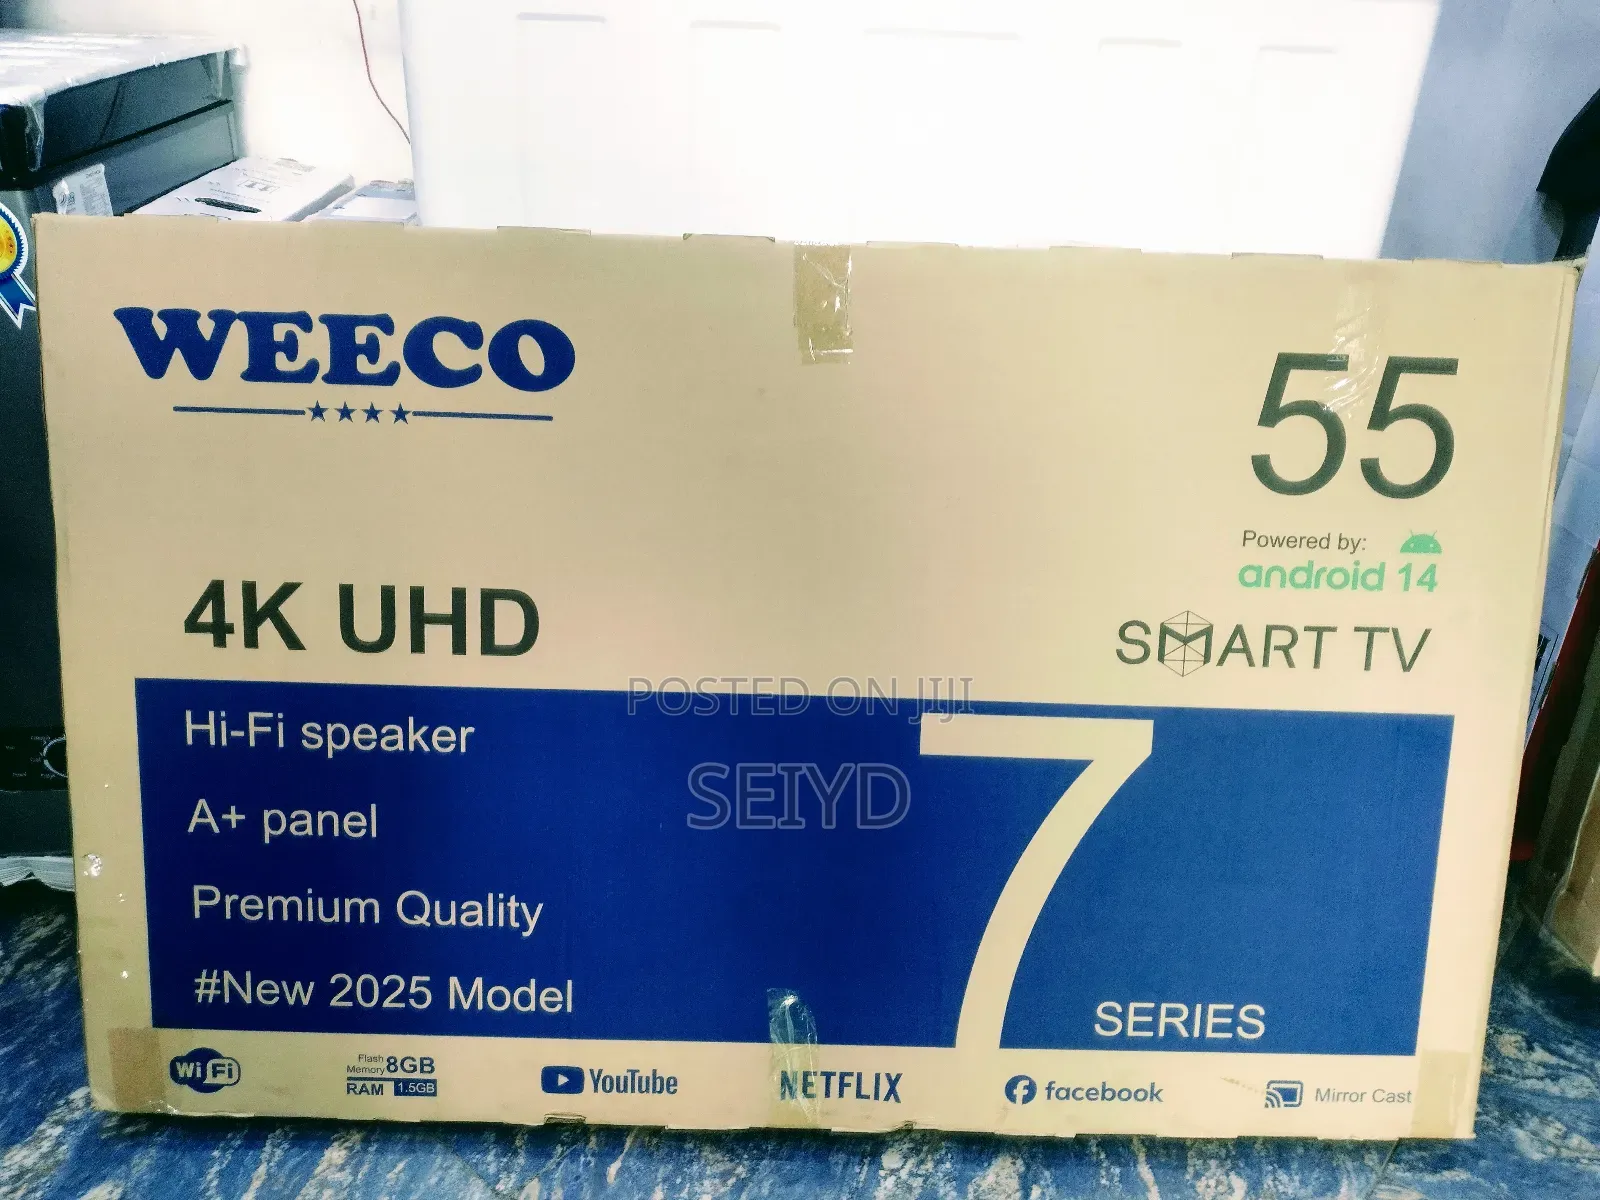 WEECO
55
Powered by:
android 14
4K UHD
SMART TV
POSTED ON JIJI
SEIYD
Hi-Fi speaker
A+ panel
Premium Quality
#New 2025 Model
7
SERIES
WiFi
Flash Memory 8GB
RAM 1.5GB
YouTube
NETFLIX
facebook
Mirror Cast